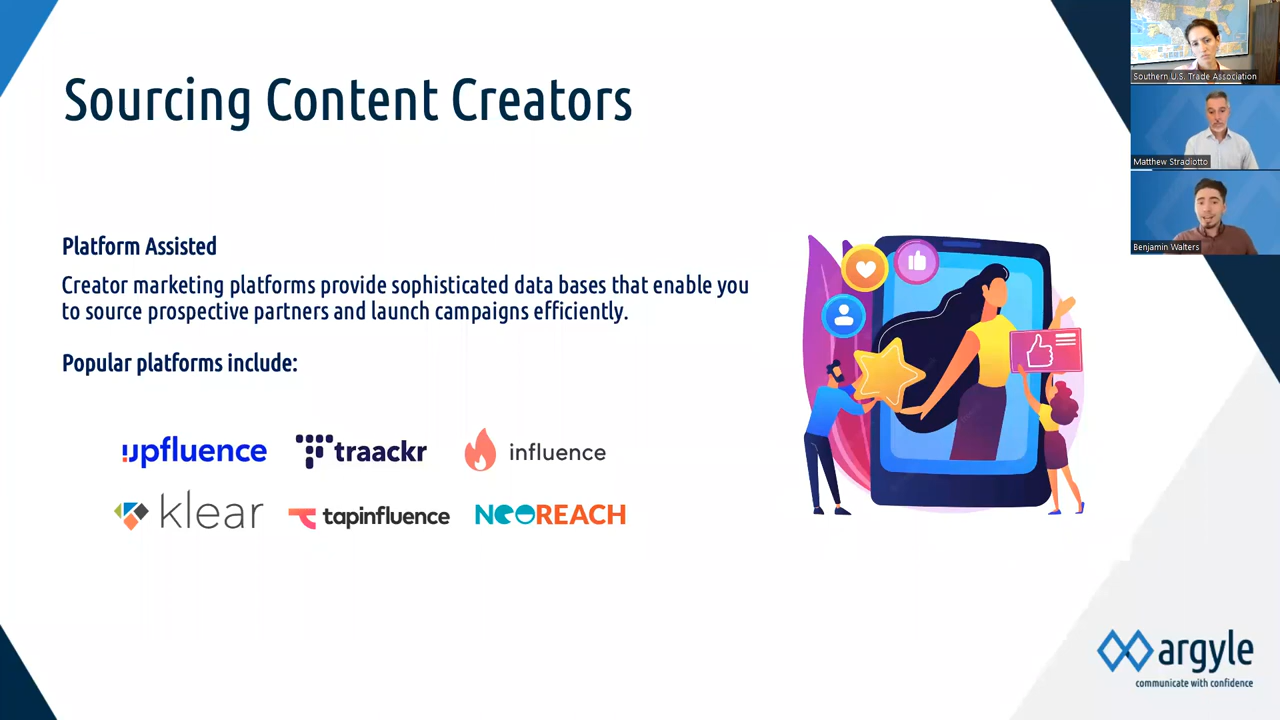 Sourcing Content Creators
Southern U.S. Trade Association
Matthew Stradiotto
Benjamin Walters
Platform Assisted
Creator marketing platforms provide sophisticated data bases that enable you
to source prospective partners and launch campaigns efficiently.
Popular platforms include:
upfluence traackr influence
klear tapinfluence NEOREACH
argyle
communicate with confidence